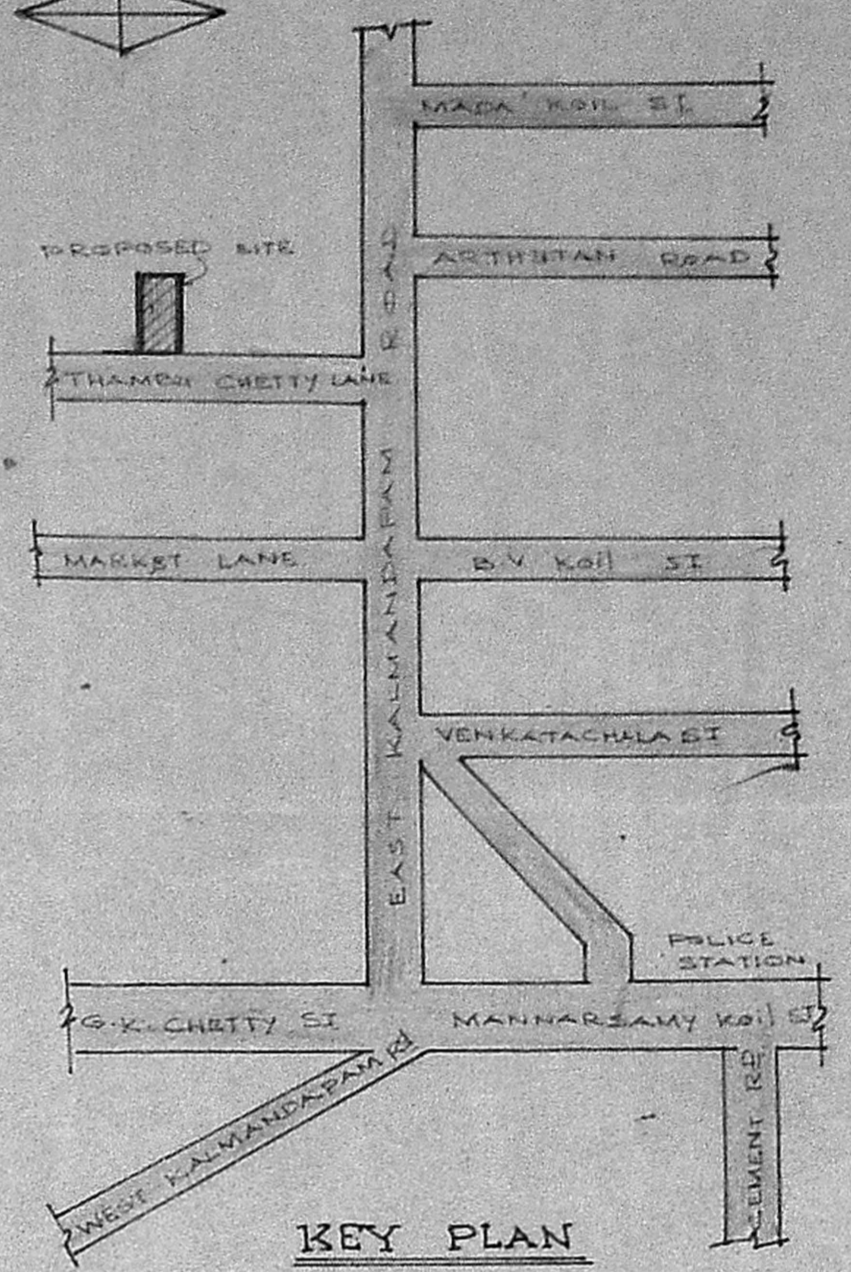 MADA KOIL ST
PROPOSED SITE
ARTHUTAN ROAD
THAMBU CHETTY LANE
EAST KALMANDAPAM ROAD
MARKET LANE
B.V Koil ST
VENKATACHALA ST
POLICE
STATION
G.K. CHETTY ST
MANNARSAMY Koil ST
WEST KALMANDAPAM Rd
CEMENT RD
KEY PLAN